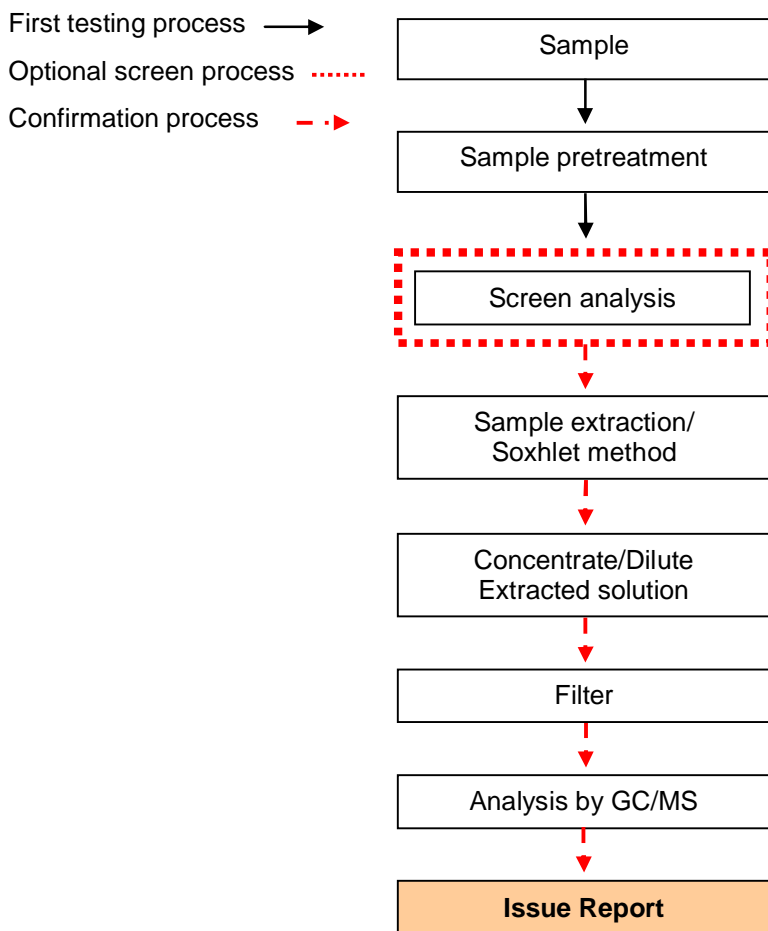 First testing process
Optional screen process
Confirmation process
Sample
Sample pretreatment
Screen analysis
Sample extraction/
Soxhlet method
Concentrate/Dilute
Extracted solution
Filter
Analysis by GC/MS
Issue Report